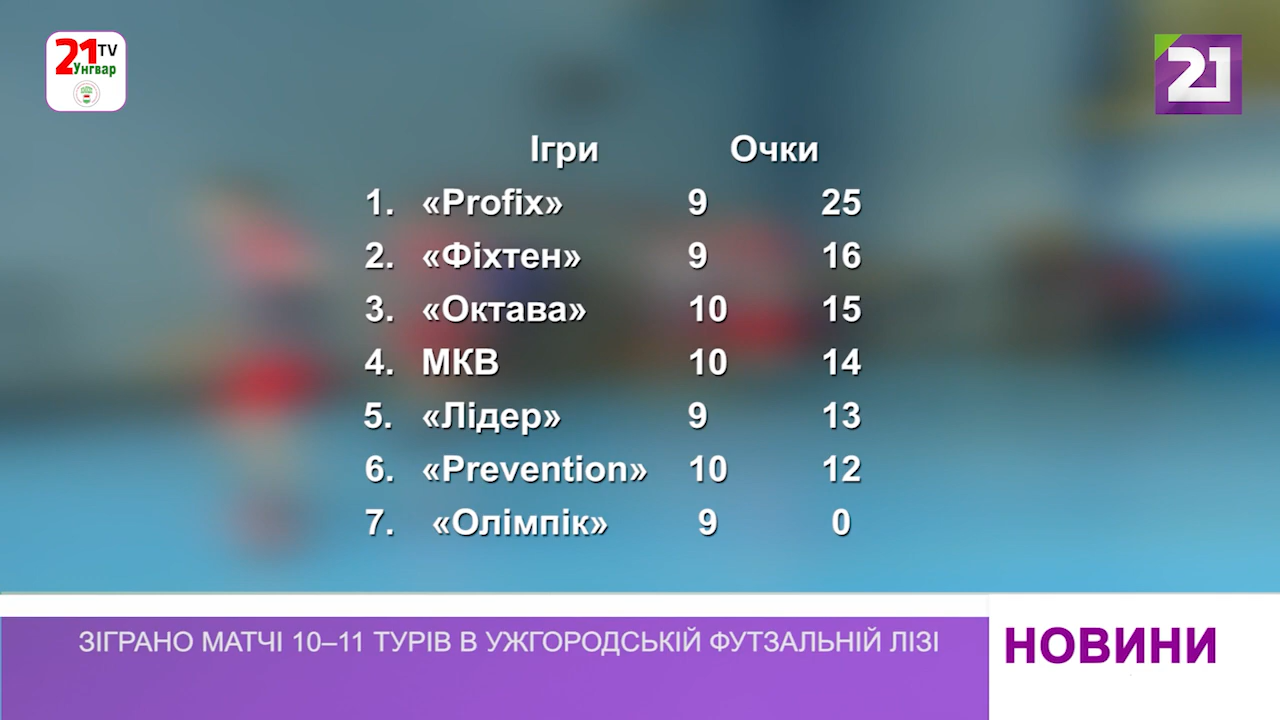 21 TV
Унгвар
21
Ігри Очки
1. «Profix» 9 25
2. «Фіхтен» 9 16
3. «Октава» 10 15
4. МКВ 10 14
5. «Лідер» 9 13
6. «Prevention» 10 12
7. «Олімпік» 9 0
ЗІГРАНО МАТЧІ 10–11 ТУРІВ В УЖГОРОДСЬКІЙ ФУТЗАЛЬНІЙ ЛІЗІ
НОВИНИ